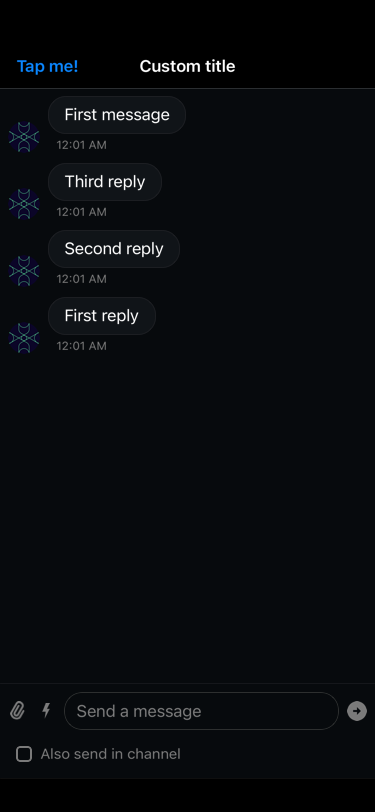 Tap me!
Custom title
First message
12:01 AM
Third reply
12:01 AM
Second reply
12:01 AM
First reply
12:01 AM
Send a message
Also send in channel